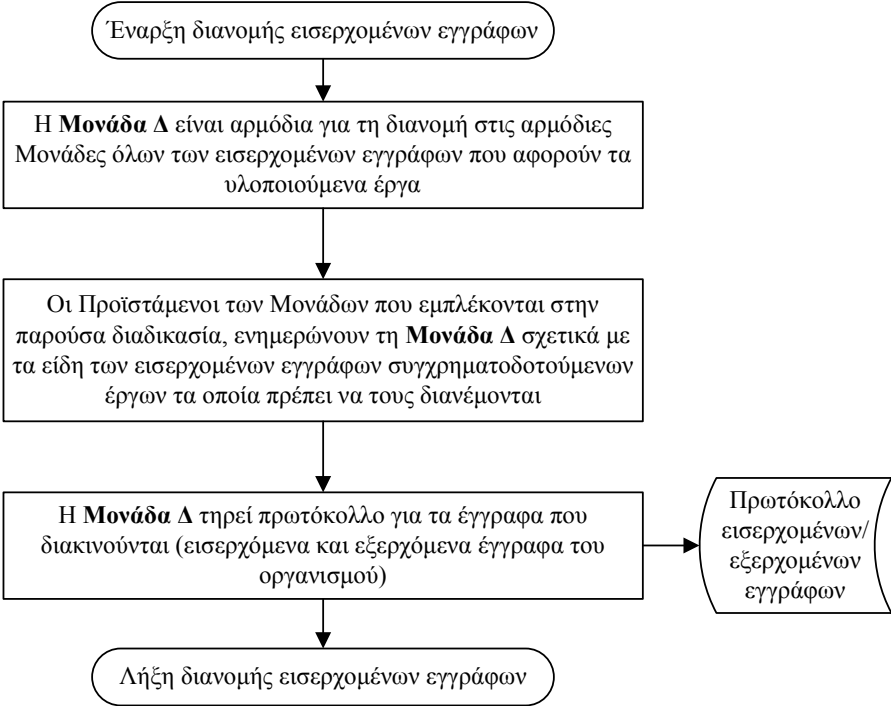 Έναρξη διανομής εισερχομένων εγγράφων
Η Μονάδα Δ είναι αρμόδια για τη διανομή στις αρμόδιες
Μονάδες όλων των εισερχομένων εγγράφων που αφορούν τα
υλοποιούμενα έργα
Οι Προϊστάμενοι των Μονάδων που εμπλέκονται στην
παρούσα διαδικασία, ενημερώνουν τη Μονάδα Δ σχετικά με
τα είδη των εισερχομένων εγγράφων συγχρηματοδοτούμενων
έργων τα οποία πρέπει να τους διανέμονται
Η Μονάδα Δ τηρεί πρωτόκολλο για τα έγγραφα που
διακινούνται (εισερχόμενα και εξερχόμενα έγγραφα του
οργανισμού)
Πρωτόκολλο
εισερχομένων/
εξερχομένων
εγγράφων
Λήξη διανομής εισερχομένων εγγράφων